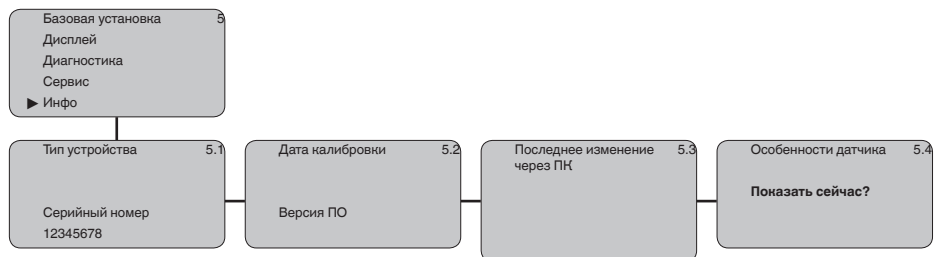 Базовая установка 5
Дисплей
Диагностика
Сервис
▶ Инфо
Тип устройства 5.1
Серийный номер
12345678
Дата калибровки 5.2
Версия ПО
Последнее изменение 5.3
через ПК
Особенности датчика 5.4
Показать сейчас?